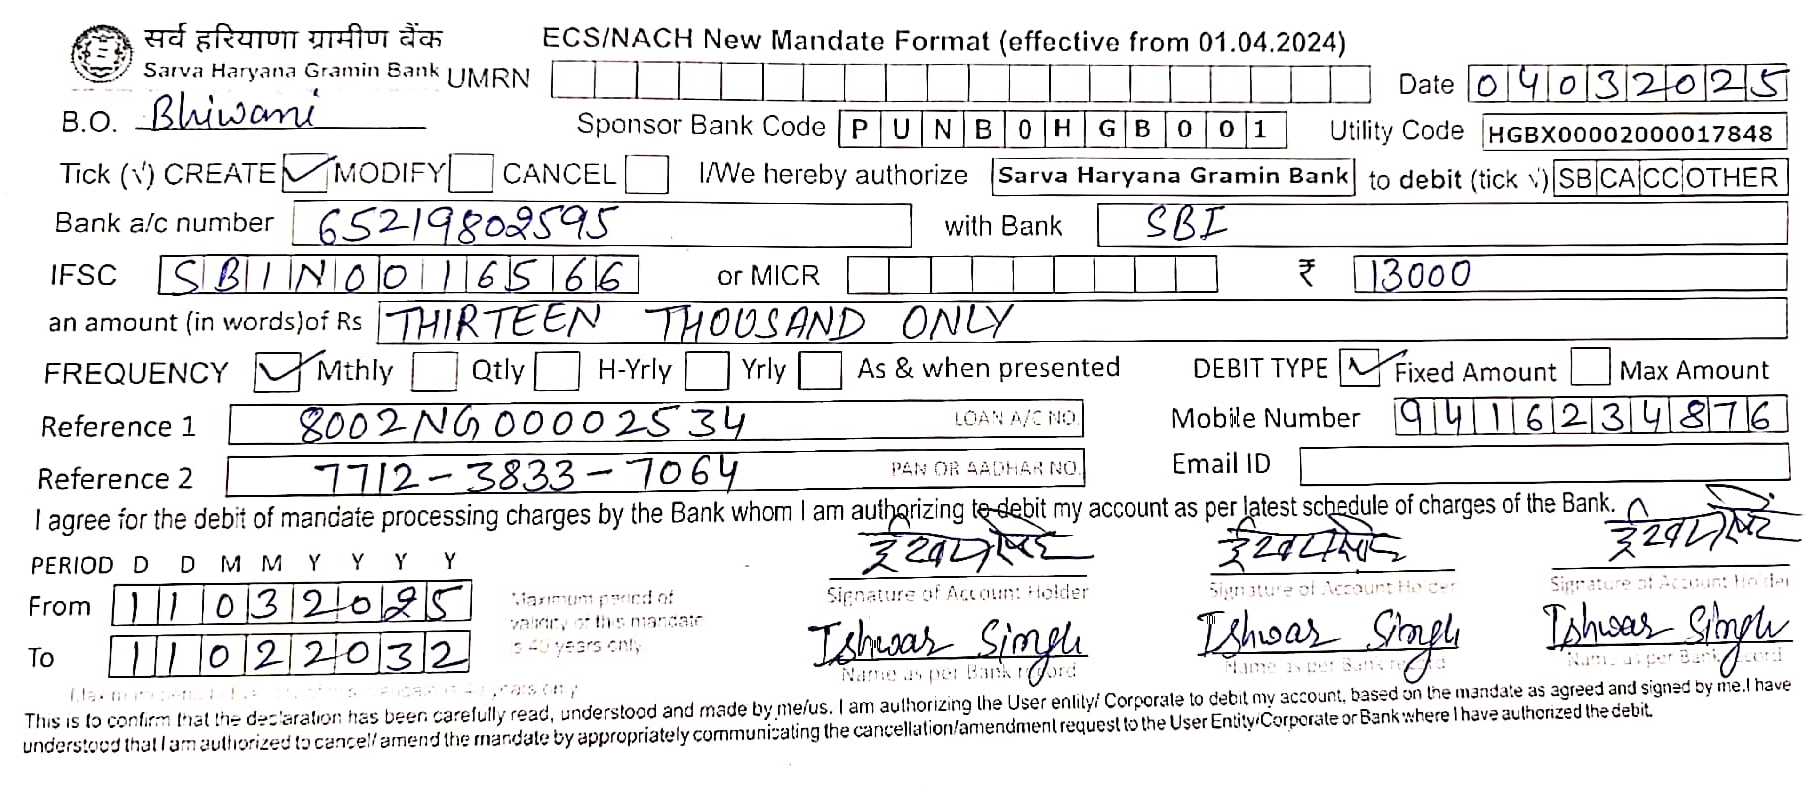 सर्व हरियाणा ग्रामीण बैंक ECS/NACH New Mandate Format (effective from 01.04.2024)
Sarva Haryana Gramin Bank UMRN Date 04032025
B.O. Bhiwani Sponsor Bank Code PUNB0HGB001 Utility Code HGBX00002000017848
Tick (√) CREATE ✓ MODIFY CANCEL I/We hereby authorize Sarva Haryana Gramin Bank to debit (tick √) SB CA CC OTHER
Bank a/c number 65219802595 with Bank SBI
IFSC SBIN0016566 or MICR ₹ 13000
an amount (in words)of Rs THIRTEEN THOUSAND ONLY
FREQUENCY ✓ Mthly Qtly H-Yrly Yrly As & when presented DEBIT TYPE ✓ Fixed Amount Max Amount
Reference 1 8002NG00002534 LOAN A/C NO. Mobile Number 9416234876
Reference 2 7712-3833-7064 PAN OR AADHAR NO. Email ID
I agree for the debit of mandate processing charges by the Bank whom I am authorizing to debit my account as per latest schedule of charges of the Bank.
PERIOD D D M M Y Y Y Y
From 11032025 Maximum period of validity of this mandate is 40 years only Signature of Account Holder Signature of Account Holder Signature of Account Holder
To 11022032 Ishwar Singh Ishwar Singh Ishwar Singh
Name as per Bank record Name as per Bank record Name as per Bank record
This is to confirm that the declaration has been carefully read, understood and made by me/us. I am authorizing the User entity/ Corporate to debit my account, based on the mandate as agreed and signed by me.I have
understood that I am authorized to cancel/ amend the mandate by appropriately communicating the cancellation/amendment request to the User Entity/Corporate or Bank where I have authorized the debit.